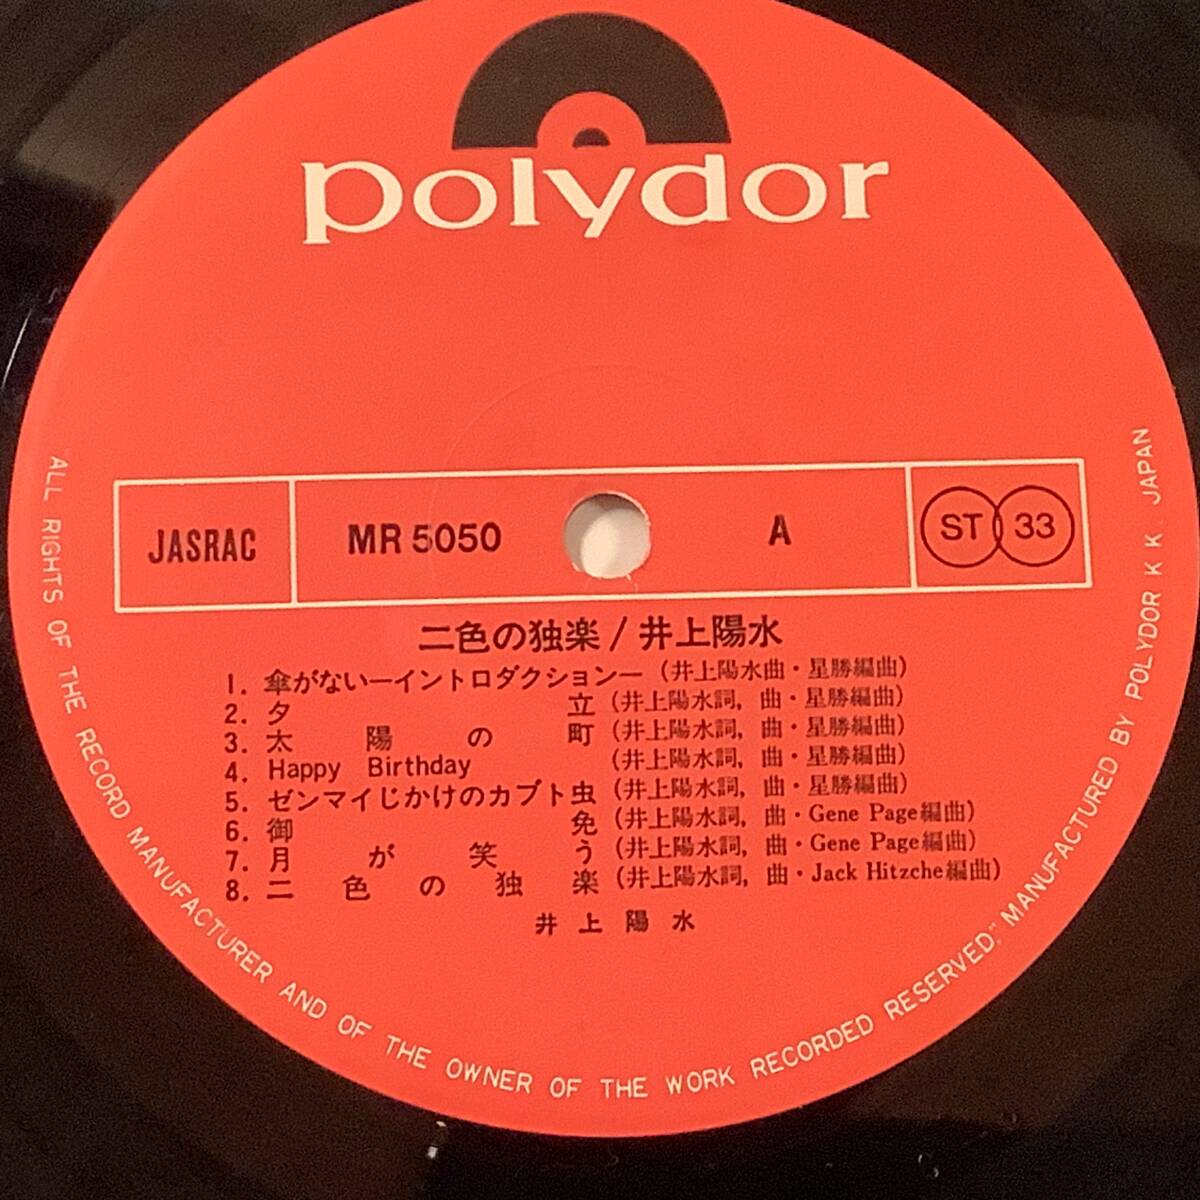 polydor
JASRAC MR 5050 A ST 33
二色の独楽/井上陽水
1. 傘がない—イントロダクション—(井上陽水曲・星勝編曲)
2. 夕立(井上陽水詞, 曲・星勝編曲)
3. 太陽の町(井上陽水詞, 曲・星勝編曲)
4. Happy Birthday (井上陽水詞, 曲・星勝編曲)
5. ゼンマイじかけのカブト虫(井上陽水詞, 曲・星勝編曲)
6. 御免(井上陽水詞, 曲・Gene Page編曲)
7. 月が笑う(井上陽水詞, 曲・Gene Page編曲)
8. 二色の独楽(井上陽水詞, 曲・Jack Hitzche編曲)
井上陽水
ALL RIGHTS OF THE RECORD MANUFACTURER AND OF THE OWNER OF THE WORK RECORDED RESERVED." MANUFACTURED BY POLYDOR K K. JAPAN